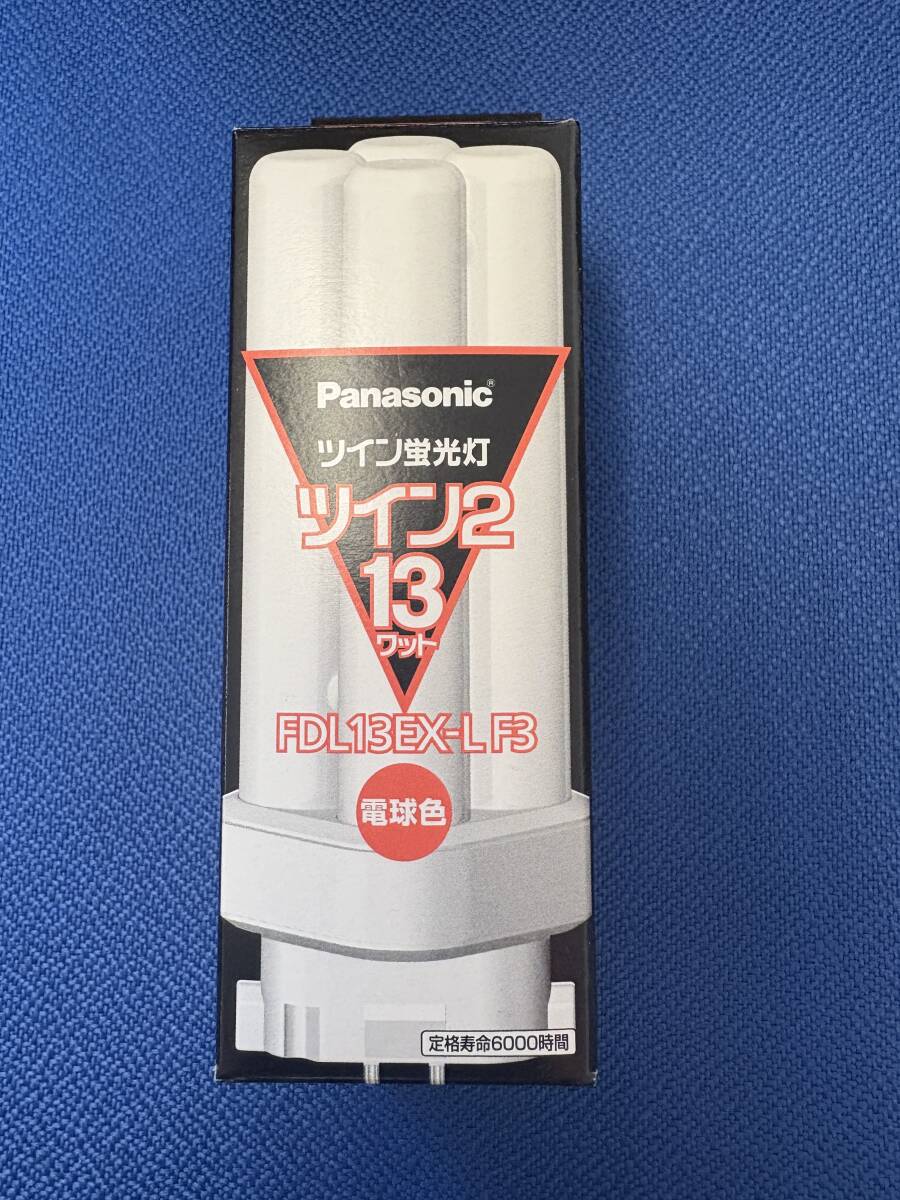 Panasonic®
ツイン蛍光灯
ツイン2
13
ワット
FDL13EX-L F3
電球色
定格寿命6000時間